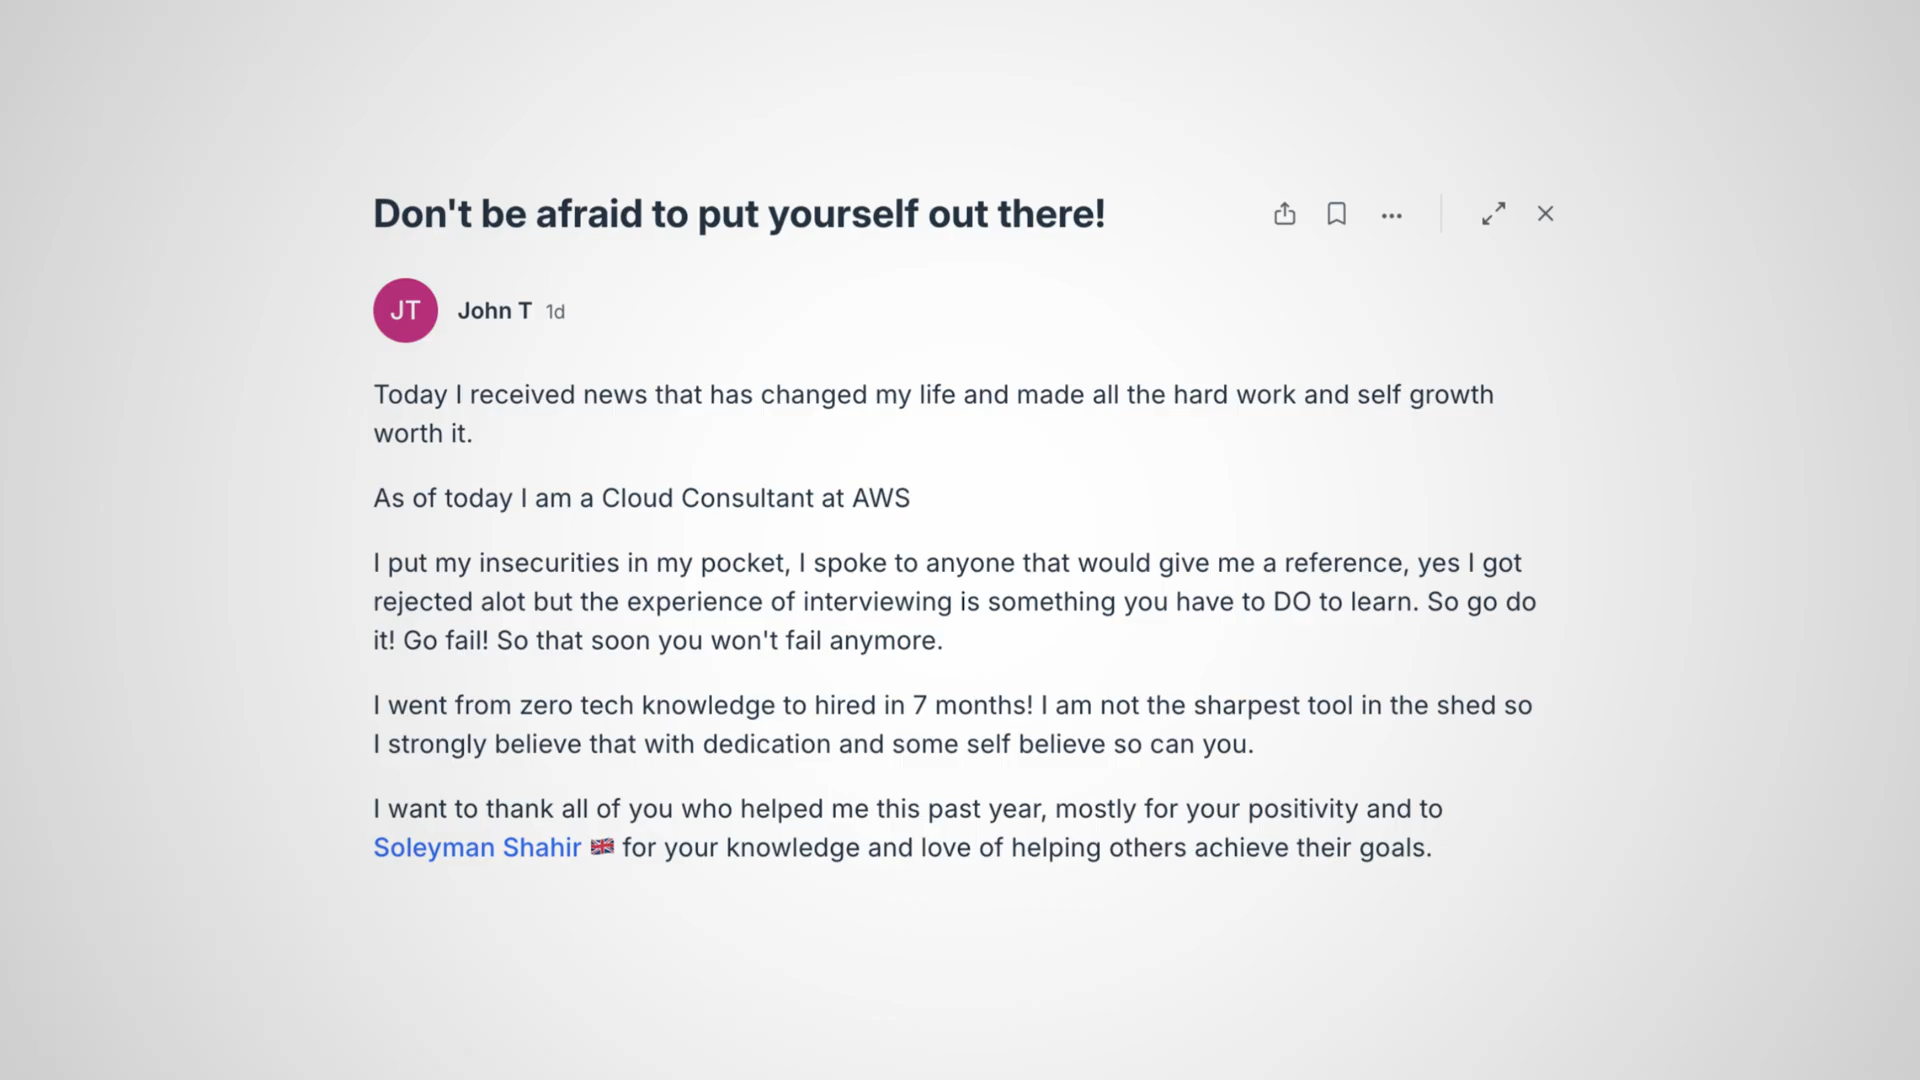 Don't be afraid to put yourself out there!
JT
John T 1d
Today I received news that has changed my life and made all the hard work and self growth
worth it.
As of today I am a Cloud Consultant at AWS
I put my insecurities in my pocket, I spoke to anyone that would give me a reference, yes I got
rejected alot but the experience of interviewing is something you have to DO to learn. So go do
it! Go fail! So that soon you won't fail anymore.
I went from zero tech knowledge to hired in 7 months! I am not the sharpest tool in the shed so
I strongly believe that with dedication and some self believe so can you.
I want to thank all of you who helped me this past year, mostly for your positivity and to
Soleyman Shahir 🇬🇧 for your knowledge and love of helping others achieve their goals.